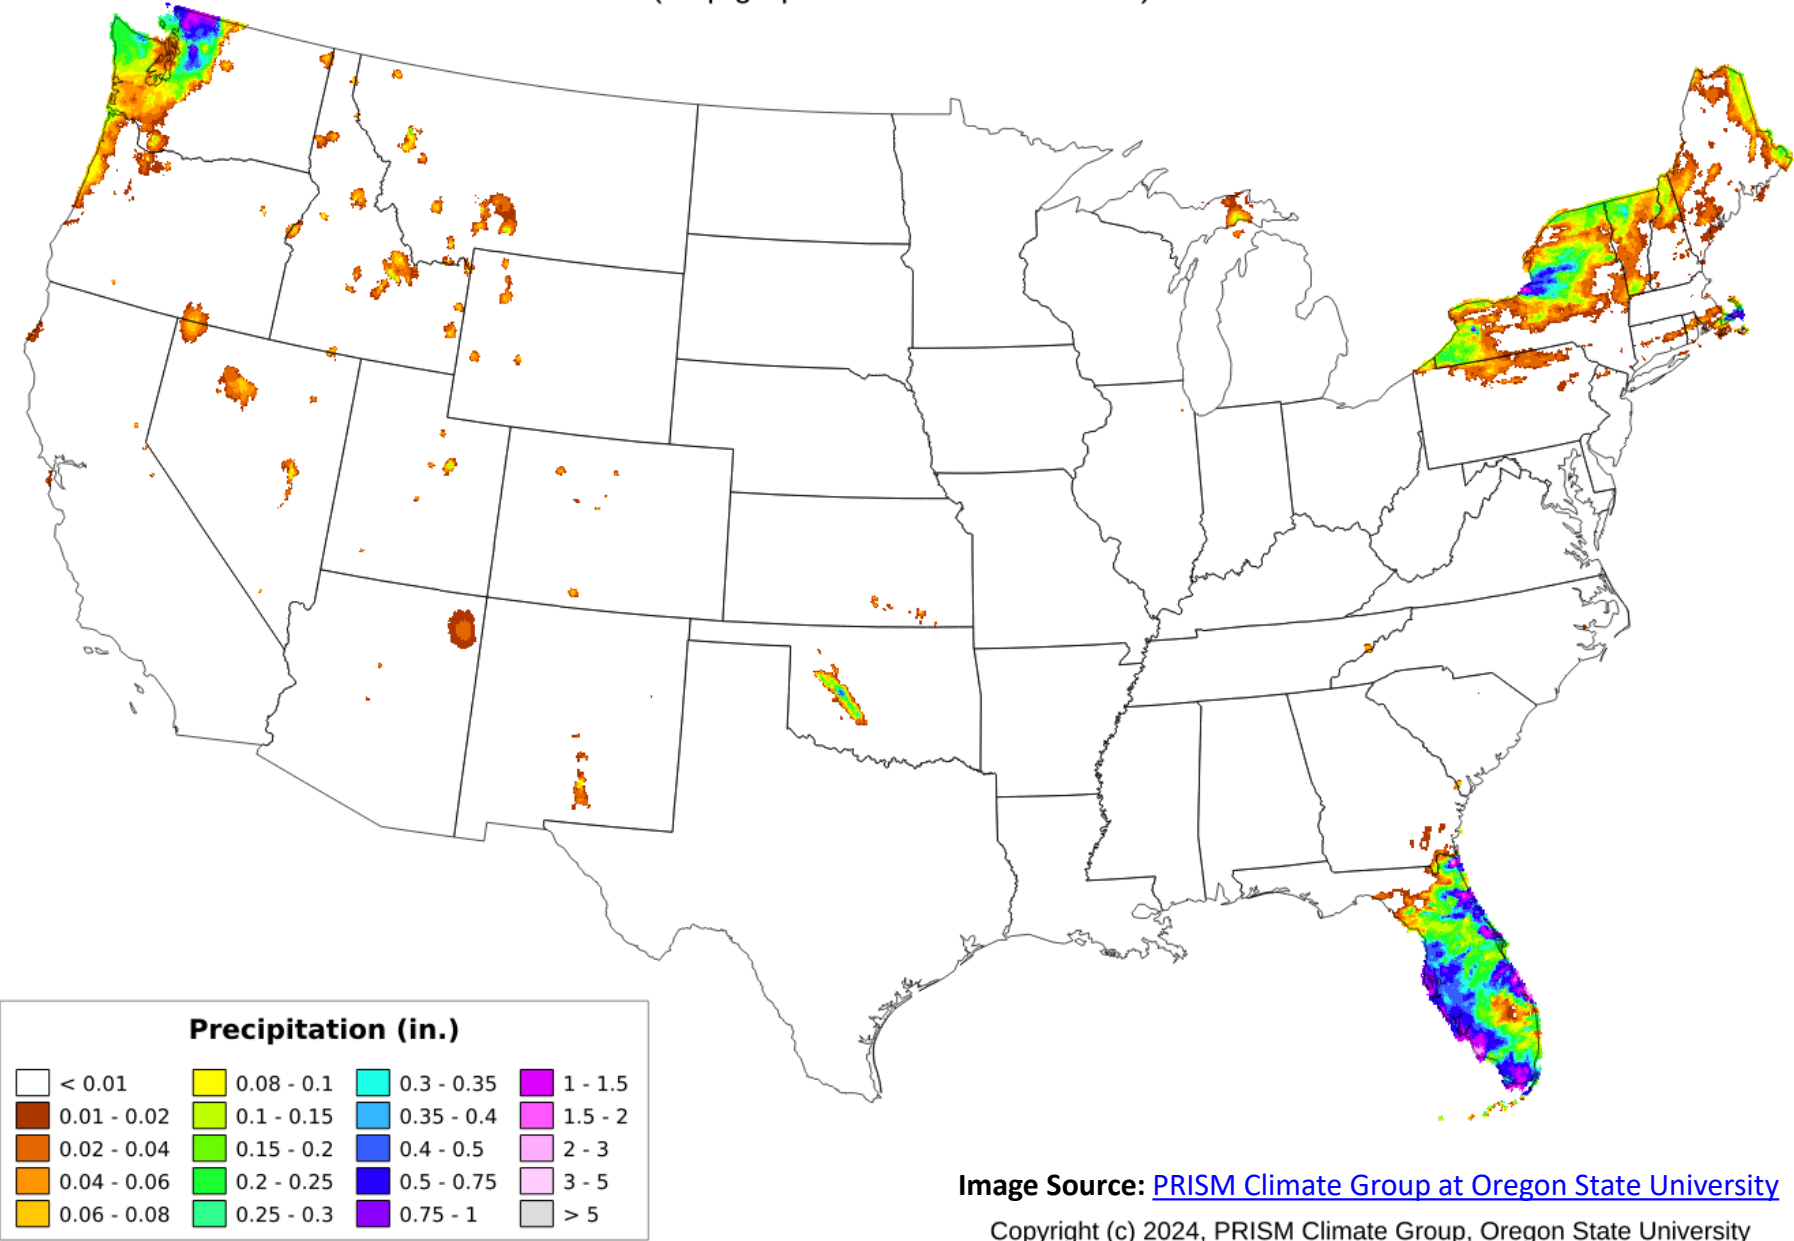 Precipitation (in.)
< 0.01
0.01 - 0.02
0.02 - 0.04
0.04 - 0.06
0.06 - 0.08
0.08 - 0.1
0.1 - 0.15
0.15 - 0.2
0.2 - 0.25
0.25 - 0.3
0.3 - 0.35
0.35 - 0.4
0.4 - 0.5
0.5 - 0.75
0.75 - 1
1 - 1.5
1.5 - 2
2 - 3
3 - 5
> 5
Image Source: PRISM Climate Group at Oregon State University
Copyright (c) 2024, PRISM Climate Group, Oregon State University